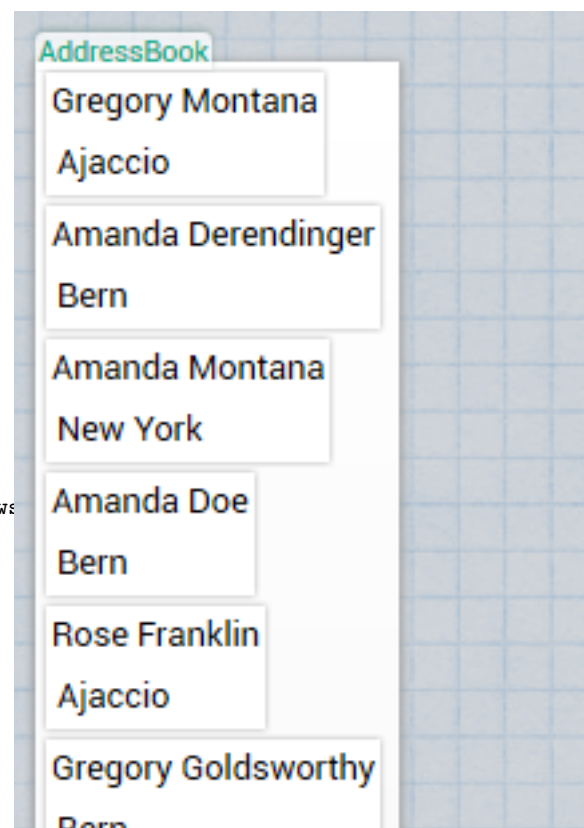 AddressBook
Gregory Montana
Ajaccio
Amanda Derendinger
Bern
Amanda Montana
New York
Amanda Doe
Bern
Rose Franklin
Ajaccio
Gregory Goldsworthy
Bern